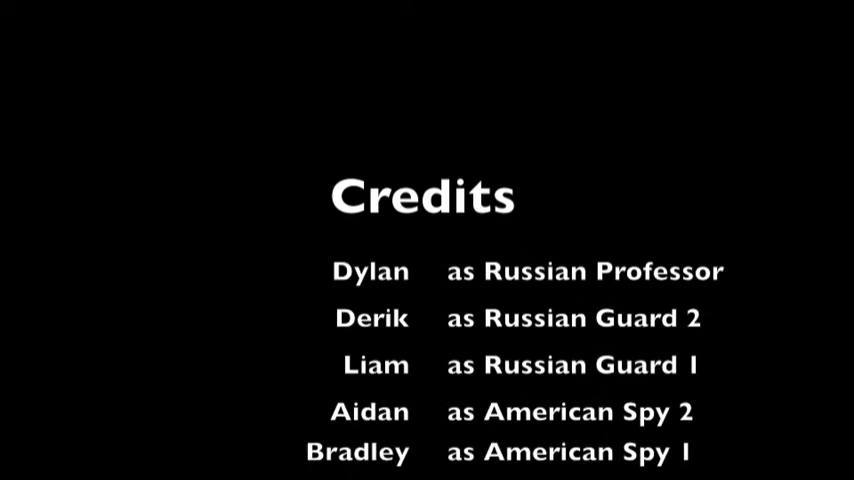 Credits
Dylan as Russian Professor
Derik as Russian Guard 2
Liam as Russian Guard 1
Aidan as American Spy 2
Bradley as American Spy 1